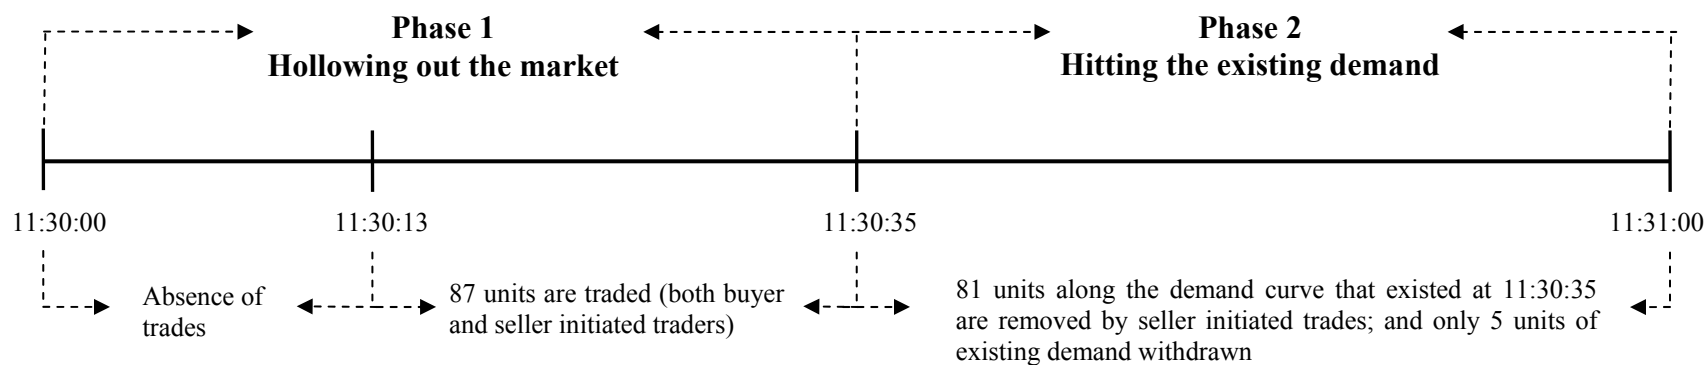 Phase 1
Hollowing out the market
Phase 2
Hitting the existing demand
11:30:00
11:30:13
11:30:35
11:31:00
Absence of
trades
87 units are traded (both buyer
and seller initiated traders)
81 units along the demand curve that existed at 11:30:35
are removed by seller initiated trades; and only 5 units of
existing demand withdrawn